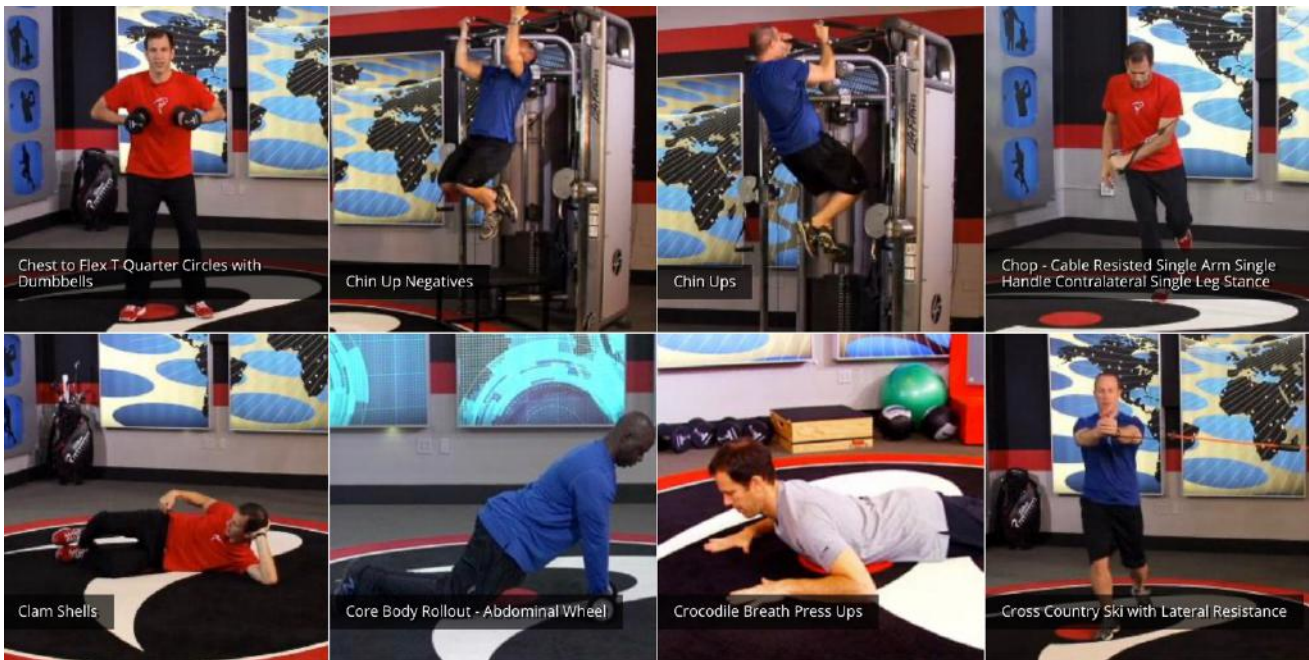 Chest to Flex T Quarter Circles with
Dumbbells
Chin Up Negatives
Chin Ups
Chop - Cable Resisted Single Arm Single
Handle Contralateral Single Leg Stance
Clam Shells
Core Body Rollout - Abdominal Wheel
Crocodile Breath Press Ups
Cross Country Ski with Lateral Resistance